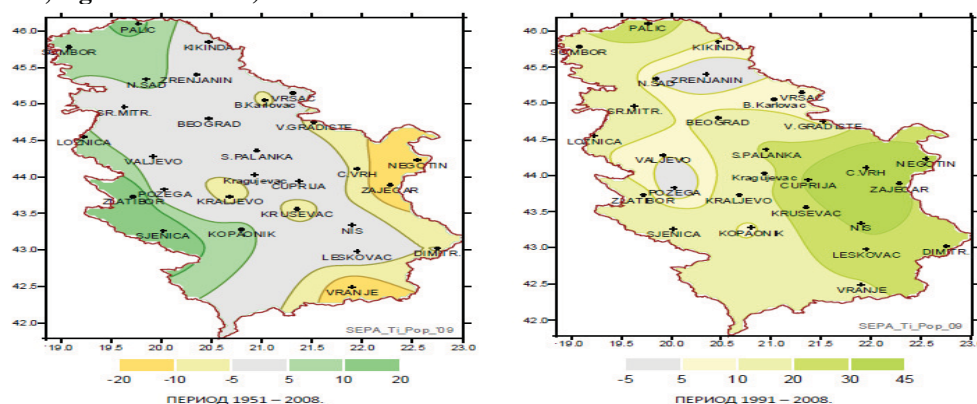 46.0
45.5
45.0
44.5
44.0
43.5
43.0
42.5
42.0
PALIC
SOMBOR
KIKINDA
N.SAD
ZRENJANIN
VRSAC
B.Karlovac
SR.MITR.
BEOGRAD
V.GRADISTE
LOZNICA
VALJEVO
S.PALANKA
NEGOTIN
C.VRH
Kragujevac
CUPRIJA
ZAJECAR
POZEGA
ZLATIBOR
KRALJEVO
KRUSEVAC
SJENICA
KOPAONIK
NIS
DIMITR.
LESKOVAC
VRANJE
SEPA_Ti_Pop_'09
19.0 19.5 20.0 20.5 21.0 21.5 22.0 22.5 23.0
-20 -10 -5 5 10 20
ПЕРИОД 1951 – 2008.
46.0
45.5
45.0
44.5
44.0
43.5
43.0
42.5
42.0
PALIC
SOMBOR
KIKINDA
N.SAD
ZRENJANIN
VRSAC
B.Karlovac
SR.MITR.
BEOGRAD
V.GRADISTE
LOZNICA
VALJEVO
S.PALANKA
NEGOTIN
C.VRH
Kragujevac
CUPRIJA
ZAJECAR
POZEGA
ZLATIBOR
KRALJEVO
KRUSEVAC
SJENICA
KOPAONIK
NIS
DIMITR.
LESKOVAC
VRANJE
SEPA_Ti_Pop_09
19.0 19.5 20.0 20.5 21.0 21.5 22.0 22.5 23.0
-5 5 10 20 30 45
ПЕРИОД 1991 – 2008.